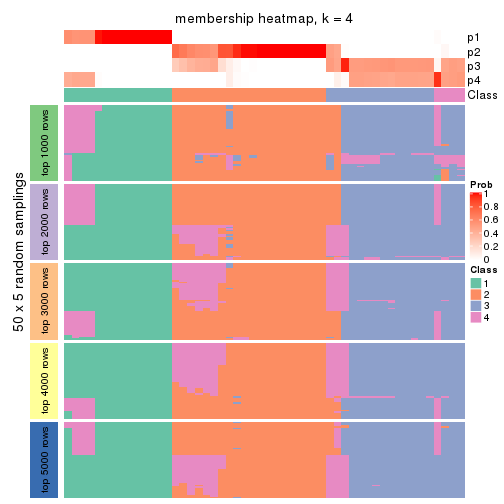 membership heatmap, k = 4
p1
p2
p3
p4
Class
50 x 5 random samplings
top 1000 rows
top 2000 rows
top 3000 rows
top 4000 rows
top 5000 rows
Prob
1
0.8
0.6
0.4
0.2
0
Class
1
2
3
4